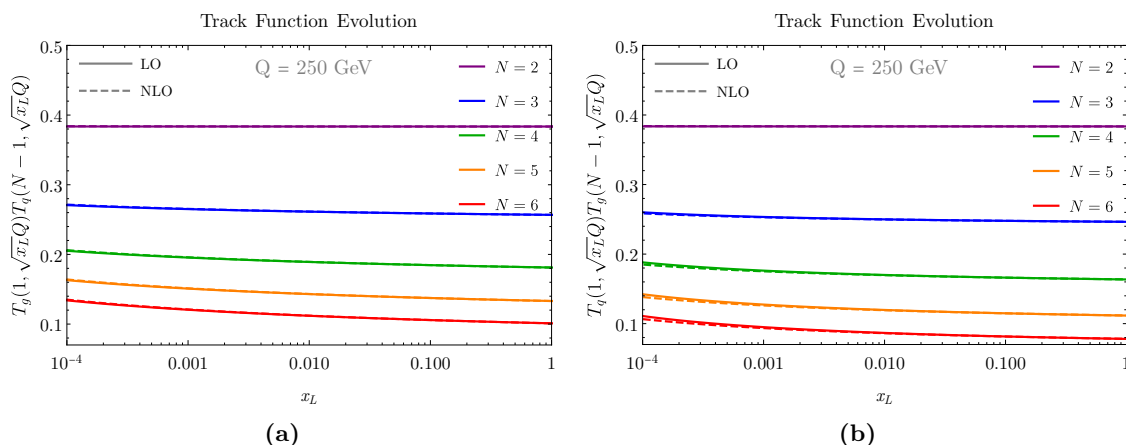 Track Function Evolution
T_g(1, √x_L Q)T_q(N − 1, √x_L Q)
0.5
0.4
0.3
0.2
0.1
LO
NLO
Q = 250 GeV
N = 2
N = 3
N = 4
N = 5
N = 6
10^{-4}
0.001
0.010
0.100
1
x_L
(a)
Track Function Evolution
T_q(1, √x_L Q)T_g(N − 1, √x_L Q)
0.5
0.4
0.3
0.2
0.1
LO
NLO
Q = 250 GeV
N = 2
N = 3
N = 4
N = 5
N = 6
10^{-4}
0.001
0.010
0.100
1
x_L
(b)